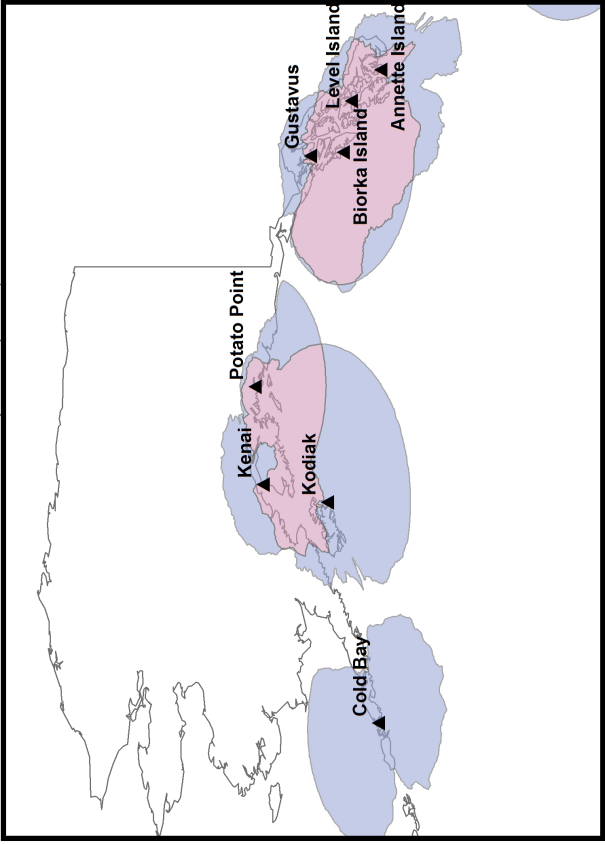 Cold Bay
Kodiak
Kenai
Potato Point
Gustavus
Biorka Island
Level Island
Annette Island